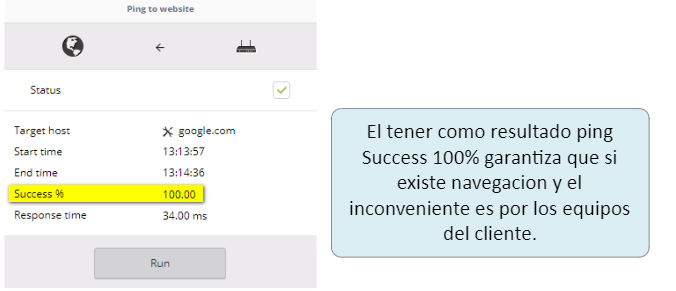 Ping to website
Status
Target host google.com
Start time 13:13:57
End time 13:14:36
Success % 100.00
Response time 34.00 ms
Run
El tener como resultado ping
Success 100% garantiza que si
existe navegacion y el
inconveniente es por los equipos
del cliente.